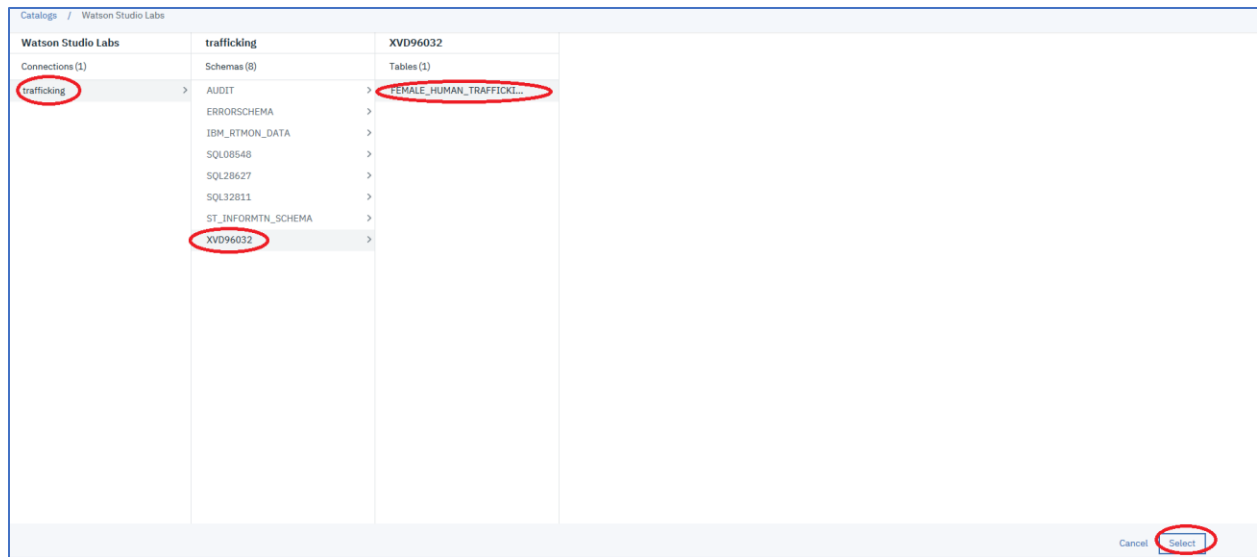 Catalogs / Watson Studio Labs
Watson Studio Labs
Connections (1)
trafficking
trafficking
Schemas (8)
AUDIT
ERRORSCHEMA
IBM_RTMON_DATA
SQL08548
SQL28627
SQL32811
ST_INFORMTN_SCHEMA
XVD96032
XVD96032
Tables (1)
FEMALE_HUMAN_TRAFFICKI...
Cancel Select